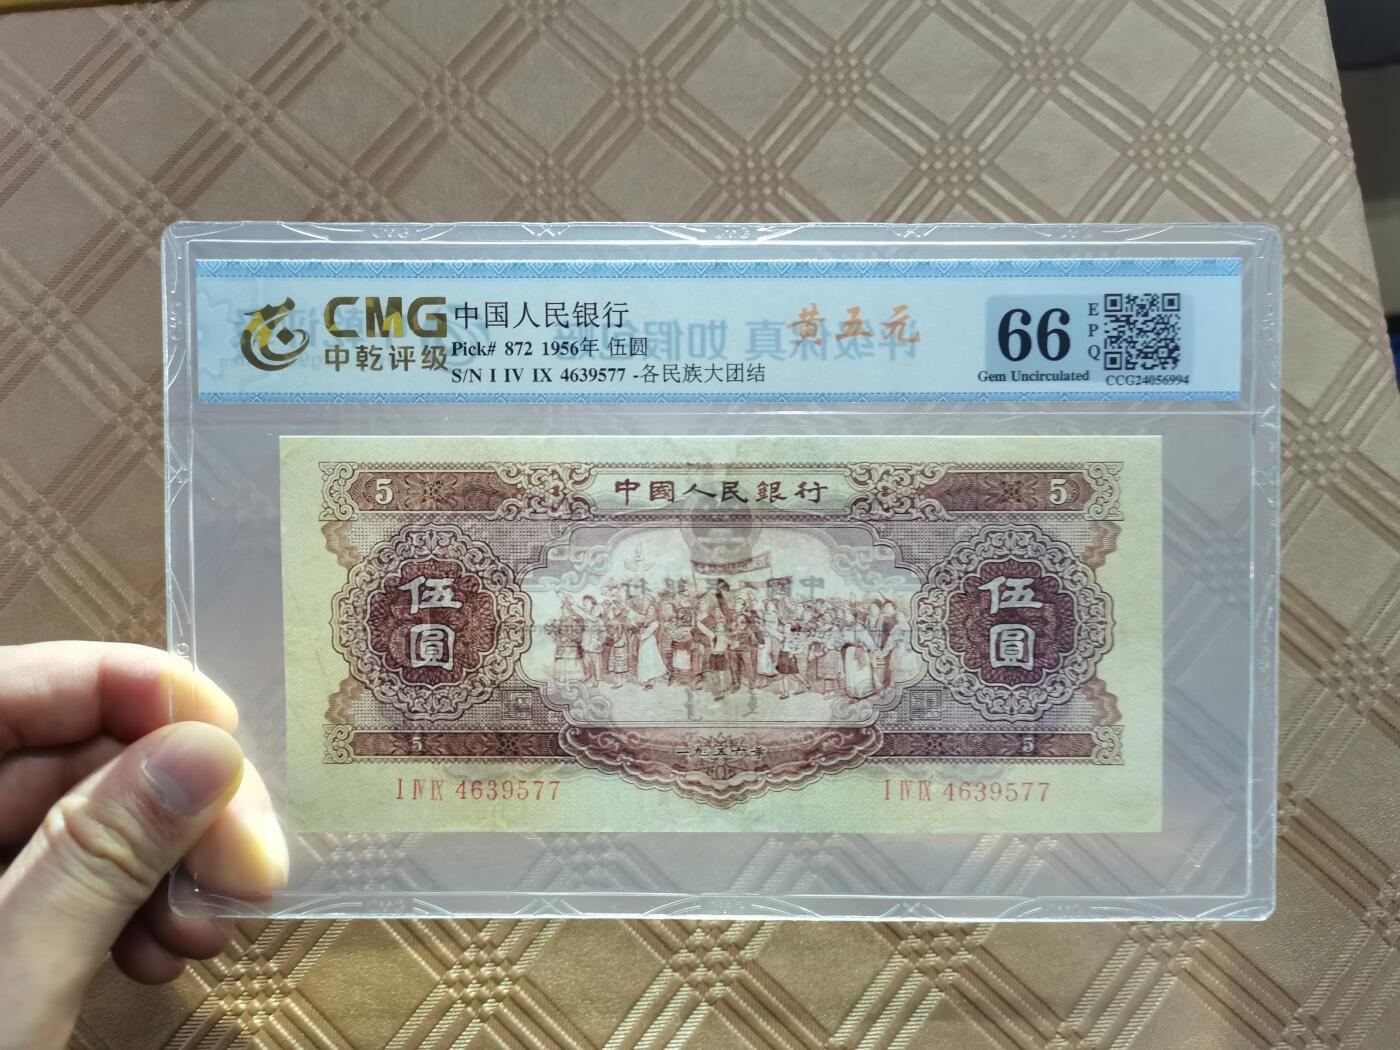 CMG
中乾评级
中国人民银行
Pick# 872 1956年 伍圆
S/N I IV IX 4639577 -各民族大团结
黄五元
66
EPQ
Gem Uncirculated
CCG24056994
中國人民銀行
5
5
伍圓
伍圓
一九五六年
5
5
I IV IX 4639577
I IV IX 4639577